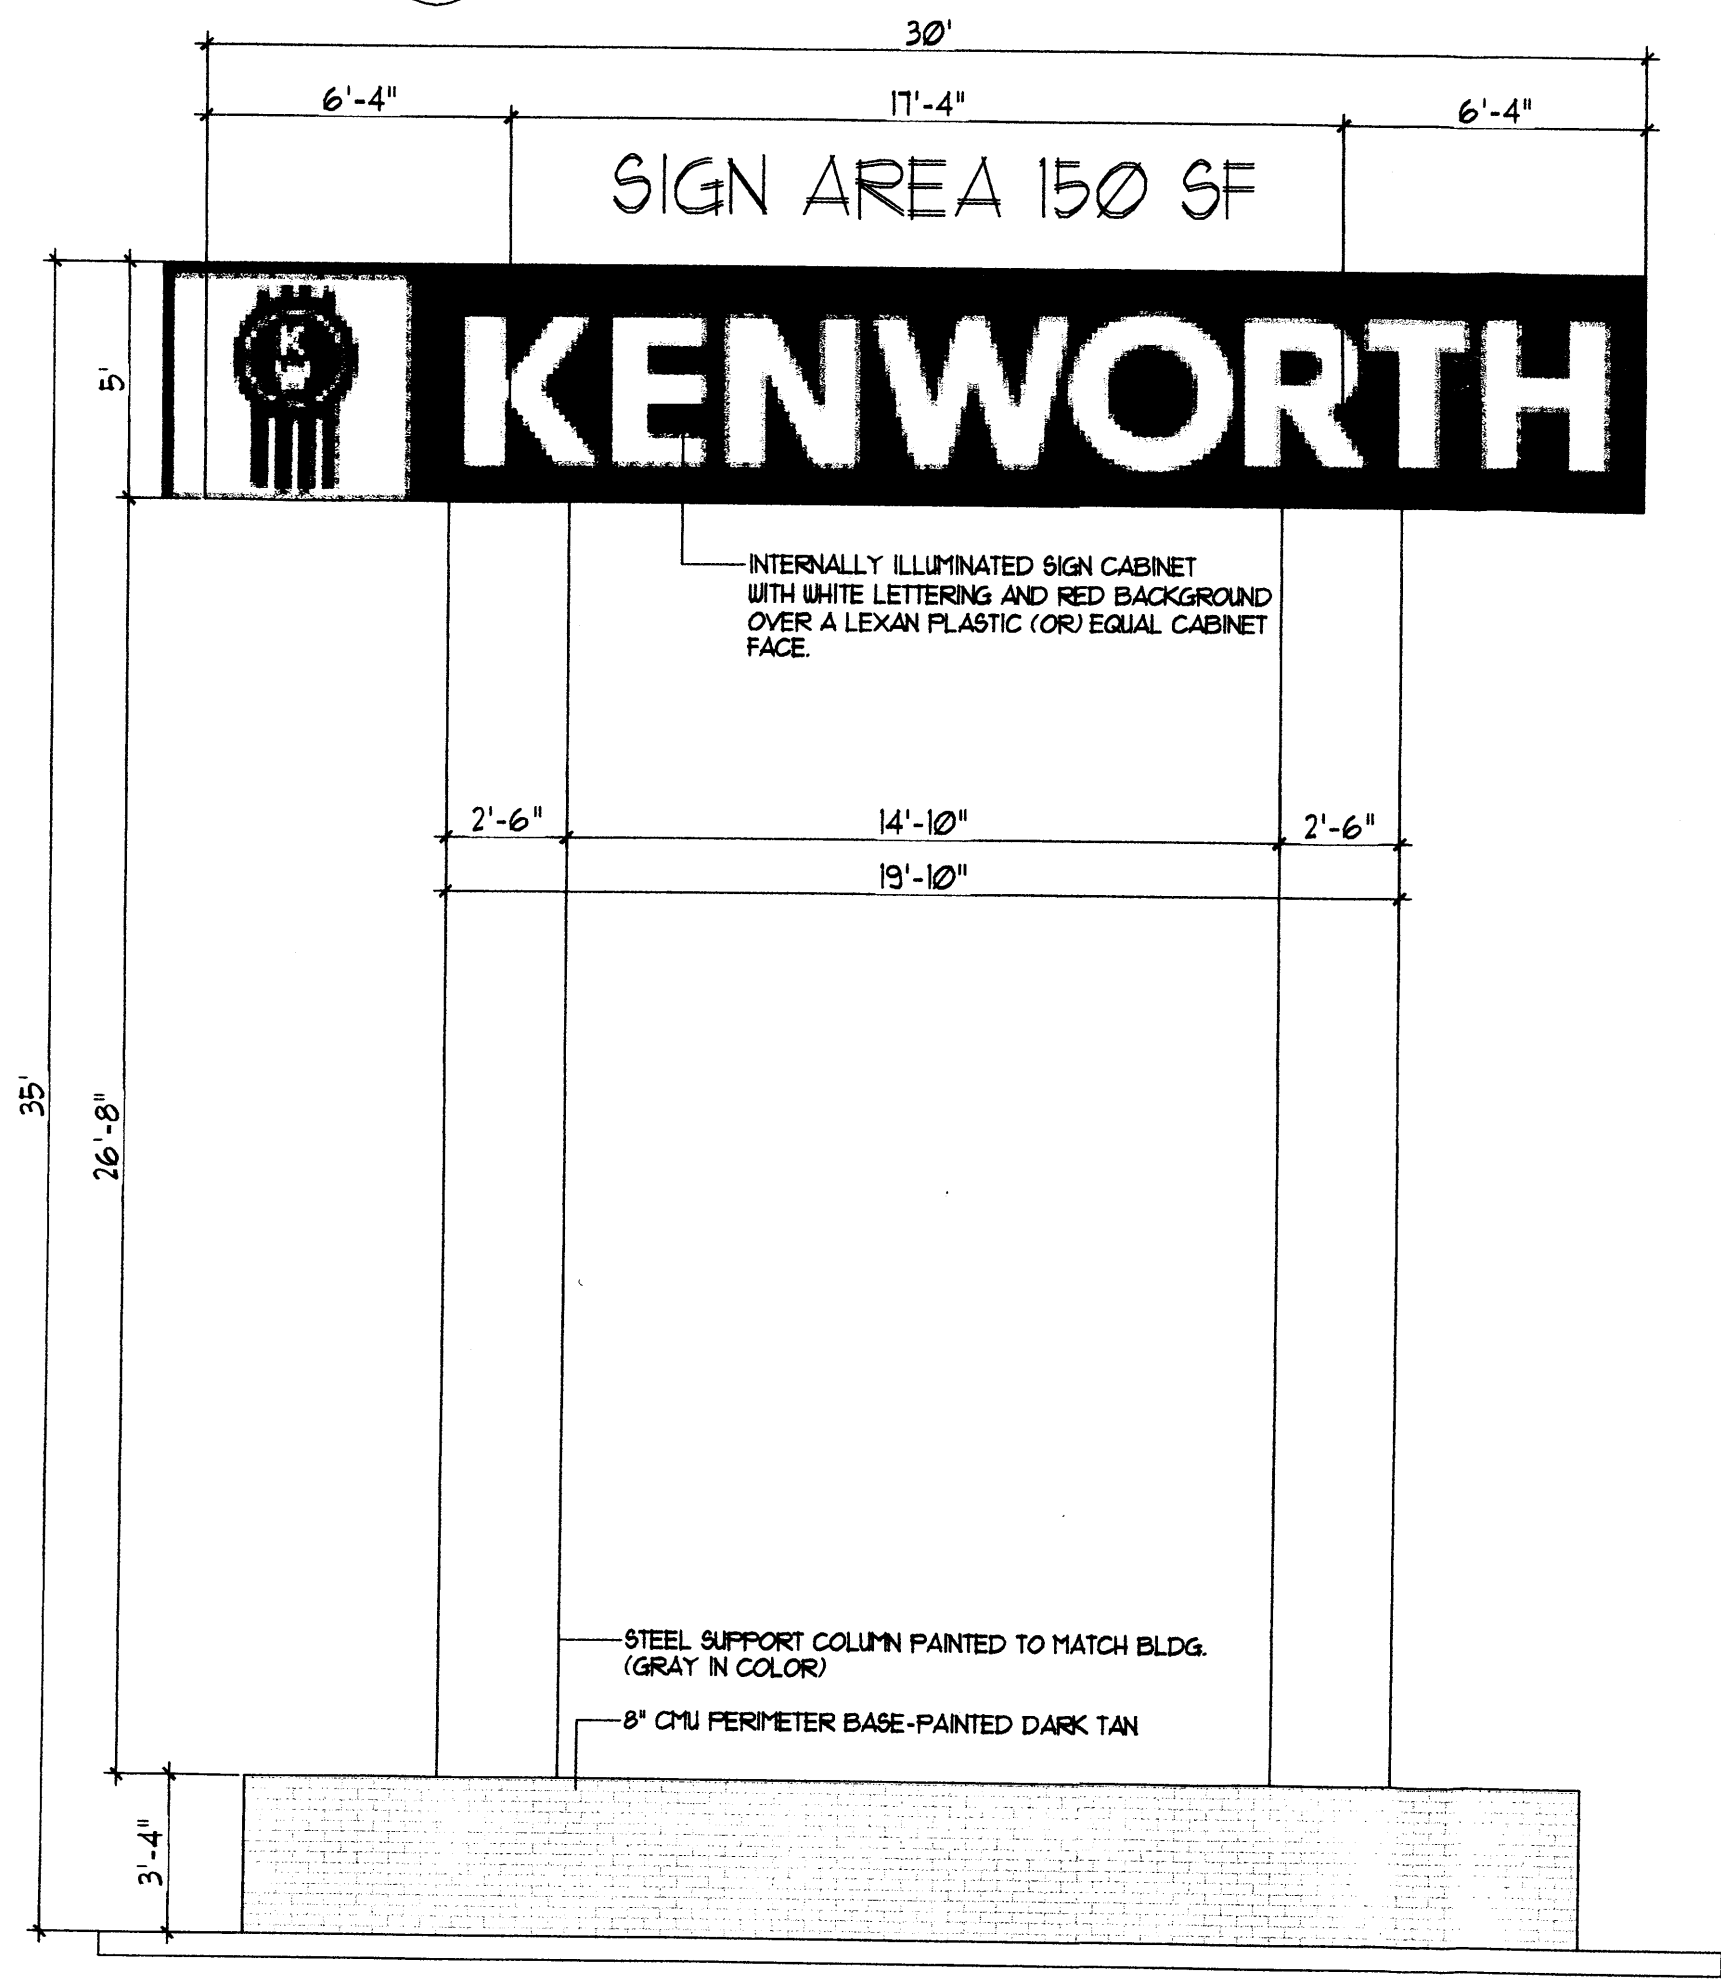 30'
6'-4" 17'-4" 6'-4"
SIGN AREA 150 SF
5'
K
W
KENWORTH
INTERNALLY ILLUMINATED SIGN CABINET
WITH WHITE LETTERING AND RED BACKGROUND
OVER A LEXAN PLASTIC (OR) EQUAL CABINET
FACE.
2'-6" 14'-10" 2'-6"
19'-10"
35'
26'-8"
STEEL SUPPORT COLUMN PAINTED TO MATCH BLDG.
(GRAY IN COLOR)
8" CMU PERIMETER BASE-PAINTED DARK TAN
3'-4"